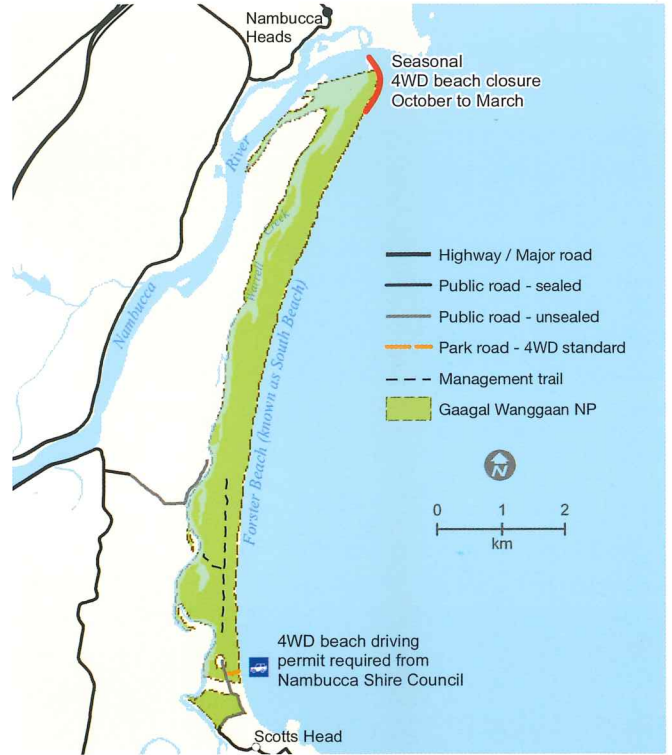 Nambucca
Heads
Seasonal
4WD beach closure
October to March
River
Creek
Warrell
Nambucca
Forster Beach (known as South Beach)
Highway / Major road
Public road - sealed
Public road - unsealed
Park road - 4WD standard
Management trail
Gaagal Wanggaan NP
N
0 1 2
km
4WD beach driving
permit required from
Nambucca Shire Council
Scotts Head